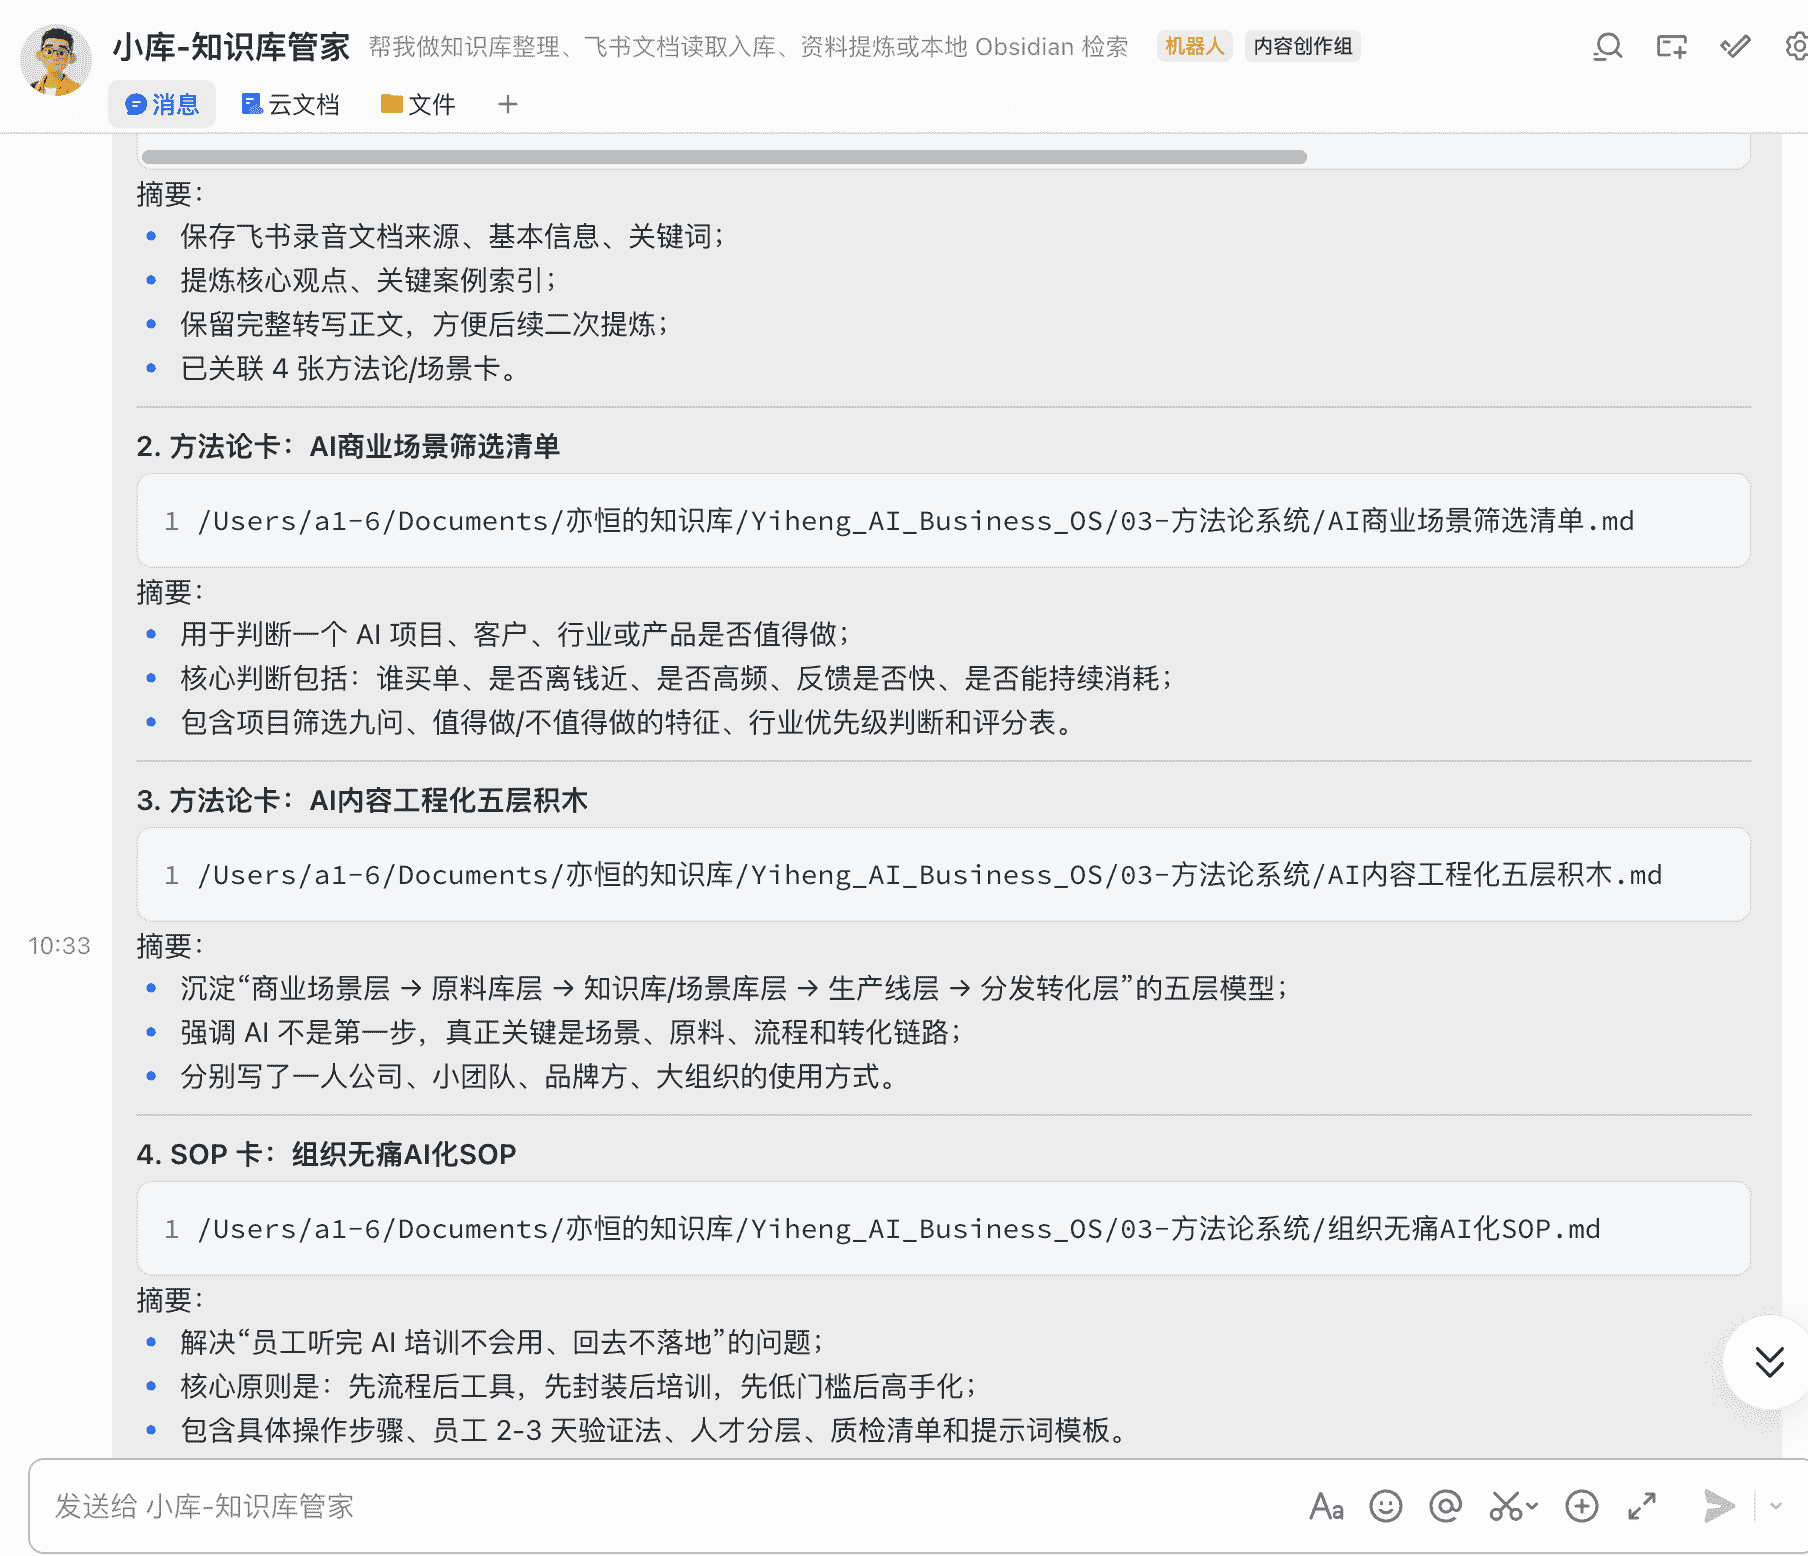 小库-知识库管家 帮我做知识库整理、飞书文档读取入库、资料提炼或本地 Obsidian 检索 机器人 内容创作组
消息 云文档 文件
摘要：
保存飞书录音文档来源、基本信息、关键词；
提炼核心观点、关键案例索引；
保留完整转写正文，方便后续二次提炼；
已关联 4 张方法论/场景卡。
2. 方法论卡：AI商业场景筛选清单
1 /Users/a1-6/Documents/亦恒的知识库/Yiheng_AI_Business_OS/03-方法论系统/AI商业场景筛选清单.md
摘要：
用于判断一个 AI 项目、客户、行业或产品是否值得做；
核心判断包括：谁买单、是否离钱近、是否高频、反馈是否快、是否能持续消耗；
包含项目筛选九问、值得做/不值得做的特征、行业优先级判断和评分表。
3. 方法论卡：AI内容工程化五层积木
1 /Users/a1-6/Documents/亦恒的知识库/Yiheng_AI_Business_OS/03-方法论系统/AI内容工程化五层积木.md
10:33
摘要：
沉淀“商业场景层 → 原料库层 → 知识库/场景库层 → 生产线层 → 分发转化层”的五层模型；
强调 AI 不是第一步，真正关键是场景、原料、流程和转化链路；
分别写了一人公司、小团队、品牌方、大组织的使用方式。
4. SOP 卡：组织无痛AI化SOP
1 /Users/a1-6/Documents/亦恒的知识库/Yiheng_AI_Business_OS/03-方法论系统/组织无痛AI化SOP.md
摘要：
解决“员工听完 AI 培训不会用、回去不落地”的问题；
核心原则是：先流程后工具，先封装后培训，先低门槛后高手化；
包含具体操作步骤、员工 2-3 天验证法、人才分层、质检清单和提示词模板。
发送给 小库-知识库管家
Aa